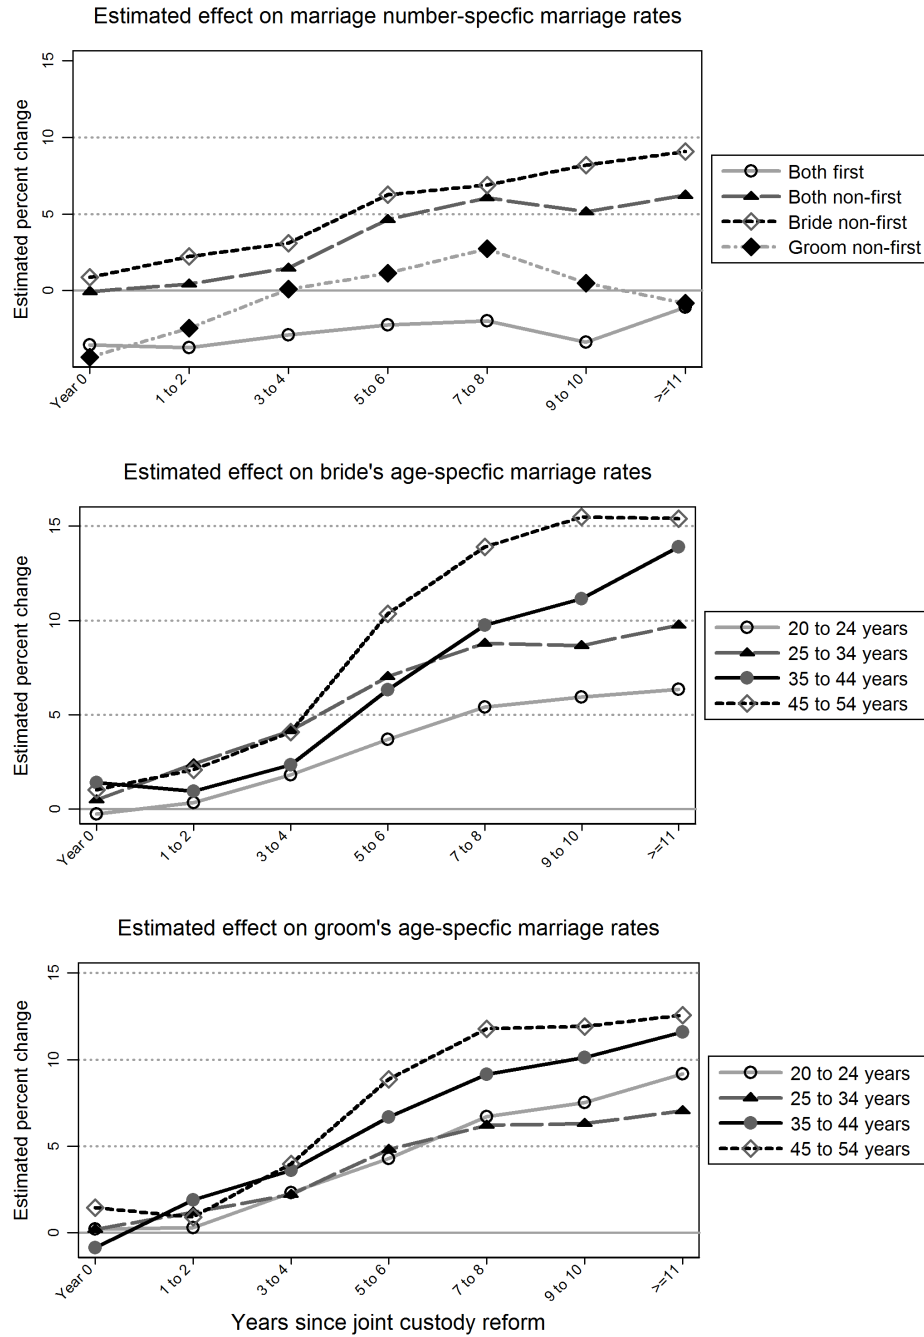 Estimated effect on marriage number-specfic marriage rates
Estimated percent change
15
10
5
0
Year 0
1 to 2
3 to 4
5 to 6
7 to 8
9 to 10
>=11
Both first
Both non-first
Bride non-first
Groom non-first
Estimated effect on bride's age-specfic marriage rates
Estimated percent change
15
10
5
0
Year 0
1 to 2
3 to 4
5 to 6
7 to 8
9 to 10
>=11
20 to 24 years
25 to 34 years
35 to 44 years
45 to 54 years
Estimated effect on groom's age-specfic marriage rates
Estimated percent change
15
10
5
0
Year 0
1 to 2
3 to 4
5 to 6
7 to 8
9 to 10
>=11
20 to 24 years
25 to 34 years
35 to 44 years
45 to 54 years
Years since joint custody reform